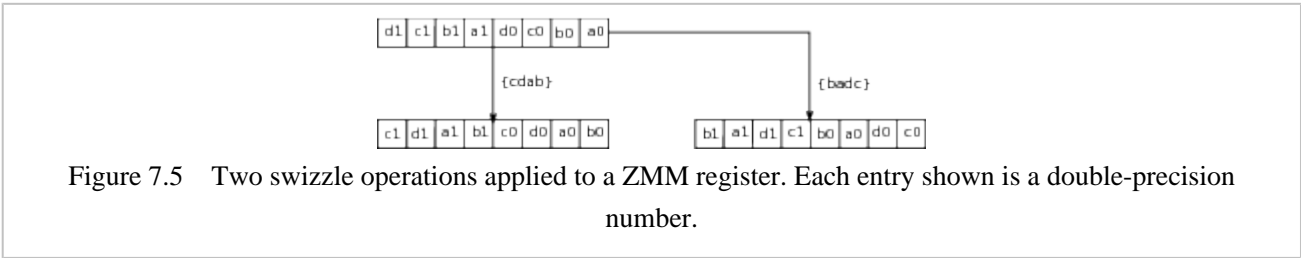 d1 c1 b1 a1 d0 c0 b0 a0
{cdab} {badc}
c1 d1 a1 b1 c0 d0 a0 b0 b1 a1 d1 c1 b0 a0 d0 c0
Figure 7.5 Two swizzle operations applied to a ZMM register. Each entry shown is a double-precision
number.